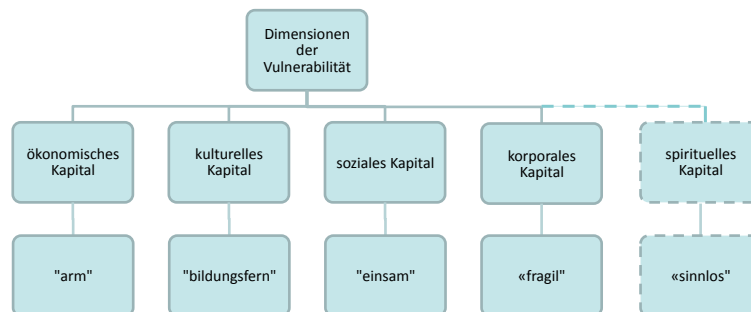 Dimensionen
der
Vulnerabilität
ökonomisches
Kapital
kulturelles
Kapital
soziales Kapital
korporales
Kapital
spirituelles
Kapital
"arm"
"bildungsfern"
"einsam"
«fragil"
«sinnlos"